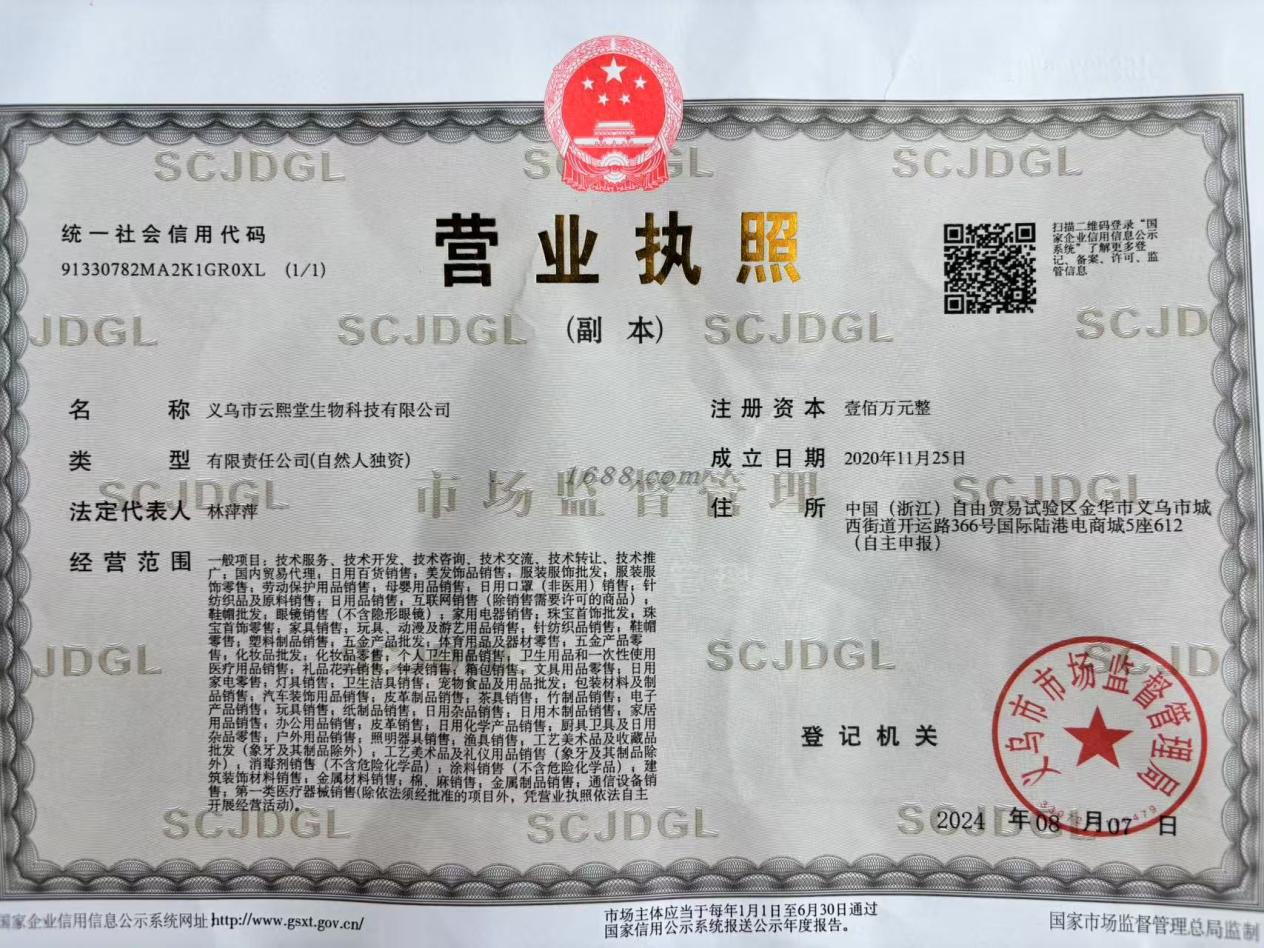 统一社会信用代码
91330782MA2K1GR0XL (1/1)
营业执照
(副 本)
扫描二维码登录“国
家企业信用信息公示
系统”了解更多登
记、备案、许可、监
管信息
名 称 义乌市云熙堂生物科技有限公司
类 型 有限责任公司(自然人独资)
法定代表人 林萍萍
经营范围 一般项目：技术服务、技术开发、技术咨询、技术交流、技术转让、技术推
广；国内贸易代理；日用百货销售；美发饰品销售；服装服饰批发；服装服
饰零售；劳动保护用品销售；母婴用品销售；日用口罩（非医用）销售；针
纺织品及原料销售；日用品销售；互联网销售（除销售需要许可的商品）；
鞋帽批发；眼镜销售（不含隐形眼镜）；家用电器销售；珠宝首饰批发；珠
宝首饰零售；家具销售；玩具、动漫及游艺用品销售；针纺织品销售；鞋帽
零售；塑料制品销售；五金产品批发；体育用品及器材零售；五金产品零
售；化妆品批发；化妆品零售；个人卫生用品销售；卫生用品和一次性使用
医疗用品销售；礼品花卉销售；钟表销售；箱包销售；文具用品零售；日用
家电零售；灯具销售；卫生洁具销售；宠物食品及用品批发；包装材料及制
品销售；汽车装饰用品销售；皮革制品销售；茶具销售；竹制品销售；电子
产品销售；玩具销售；纸制品销售；日用杂品销售；日用木制品销售；家居
用品销售；办公用品销售；皮革销售；日用化学产品销售；厨具卫具及日用
杂品零售；户外用品销售；照明器具销售；渔具销售；工艺美术品及收藏品
批发（象牙及其制品除外）；工艺美术品及礼仪用品销售（象牙及其制品除
外）；消毒剂销售（不含危险化学品）；涂料销售（不含危险化学品）；建
筑装饰材料销售；金属材料销售；棉、麻销售；金属制品销售；通信设备销
售；第一类医疗器械销售(除依法须经批准的项目外，凭营业执照依法自主
开展经营活动)。
注册资本 壹佰万元整
成立日期 2020年11月25日
住 所 中国（浙江）自由贸易试验区金华市义乌市城
西街道开运路366号国际陆港电商城5座612
（自主申报）
1688.com
市场监督管理
SCJDGL
登记机关
义乌市市场监督管理局
2024 年 08 月 07 日
国家企业信用信息公示系统网址:http://www.gsxt.gov.cn/
市场主体应当于每年1月1日至6月30日通过
国家信用公示系统报送公示年度报告。
国家市场监督管理总局监制